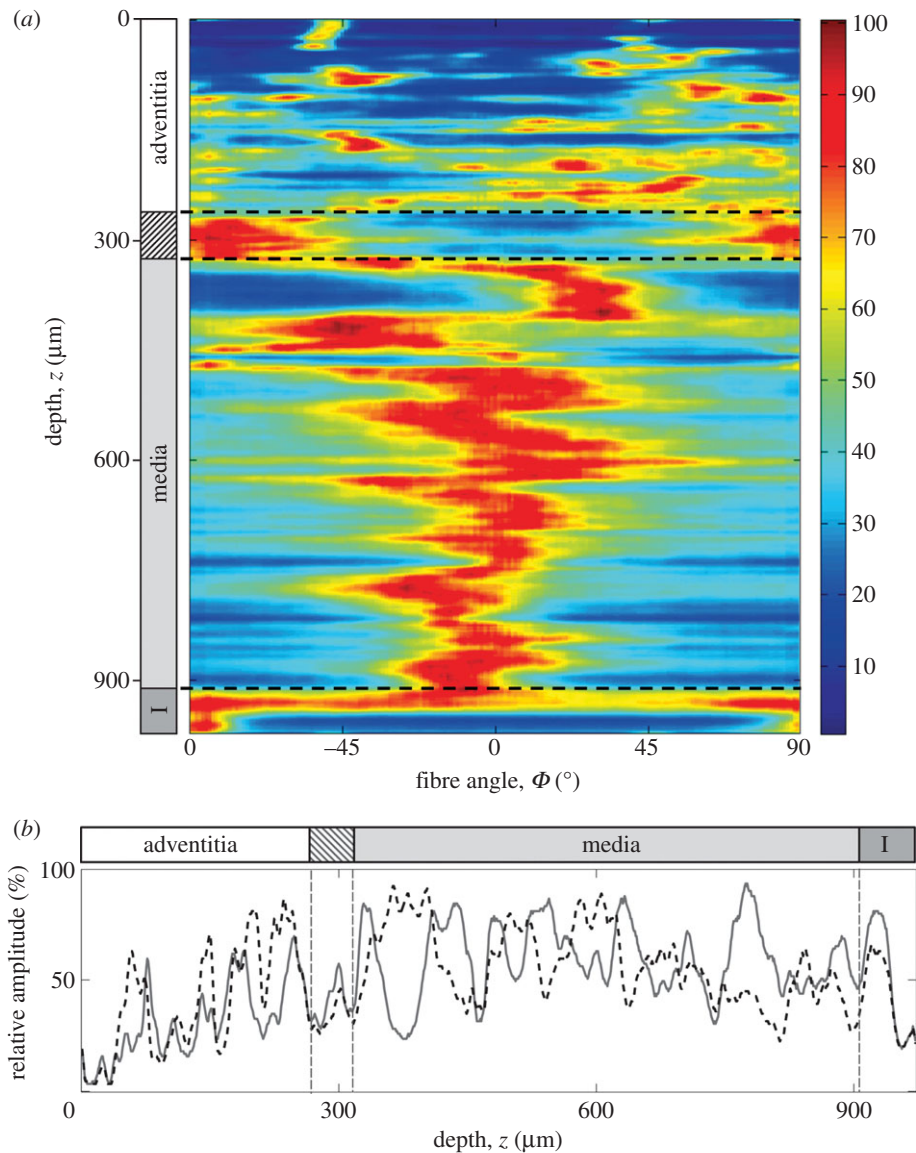 (a)
0
300
600
900
depth, z (µm)
adventitia
media
I
0
–45
0
45
90
fibre angle, Φ (°)
100
90
80
70
60
50
40
30
20
10
(b)
adventitia
media
I
100
50
0
relative amplitude (%)
300
600
900
depth, z (µm)